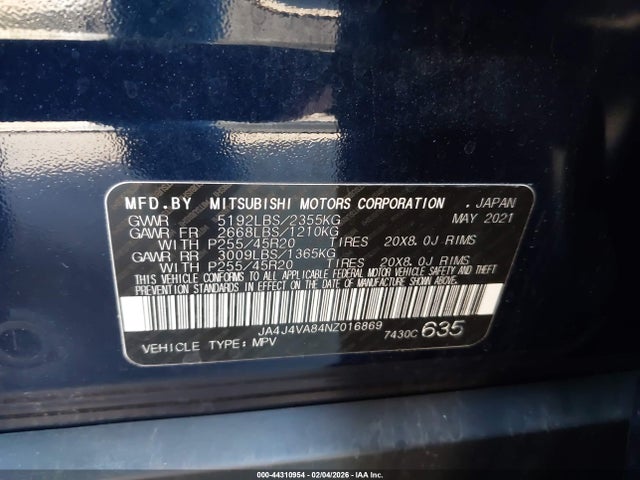 MFD.BY MITSUBISHI MOTORS CORPORATION . JAPAN
GVWR 5192LBS/2355KG MAY 2021
GAWR FR 2668LBS/1210KG
WITH P255/45R20 TIRES 20X8.0J RIMS
GAWR RR 3009LBS/1365KG
WITH P255/45R20 TIRES 20X8.0J RIMS
THIS VEHICLE CONFORMS TO ALL APPLICABLE FEDERAL MOTOR VEHICLE SAFETY AND THEFT
PREVENTION STANDARDS IN EFFECT ON THE DATE OF MANUFACTURE SHOWN ABOVE.
JA4J4VA84NZ016869
7430C 635
VEHICLE TYPE: MPV
000-44310954 - 02/04/2026 - IAA Inc.